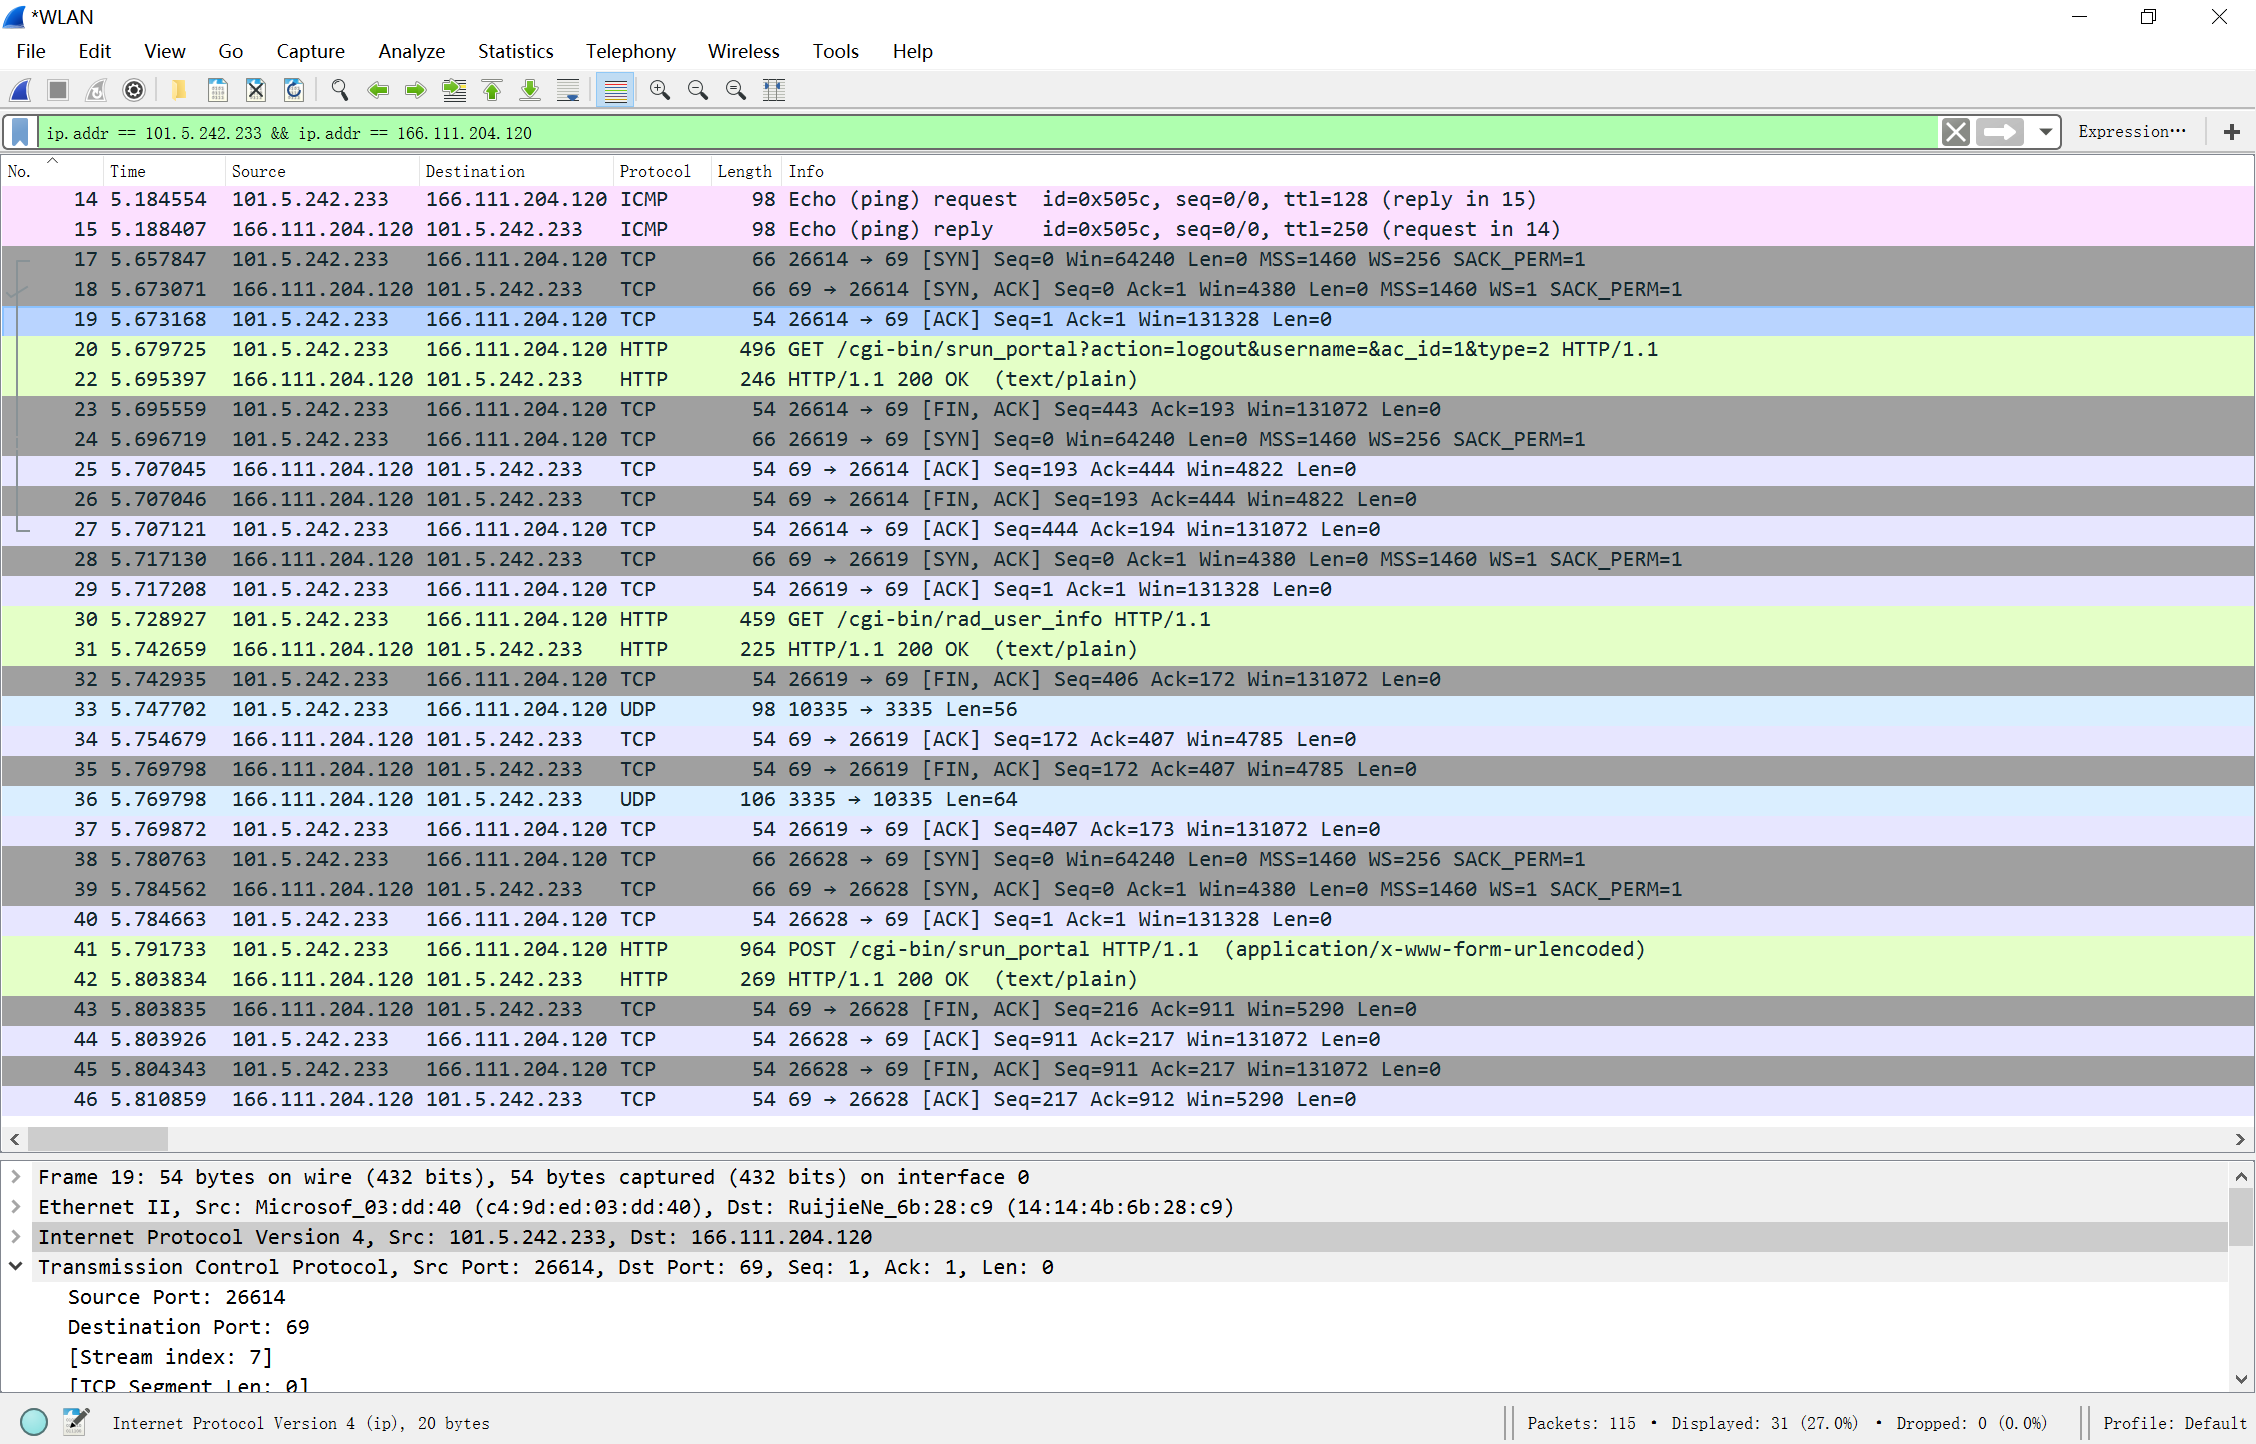 *WLAN
File Edit View Go Capture Analyze Statistics Telephony Wireless Tools Help
ip.addr == 101.5.242.233 && ip.addr == 166.111.204.120 Expression…
No. Time Source Destination Protocol Length Info
14 5.184554 101.5.242.233 166.111.204.120 ICMP 98 Echo (ping) request id=0x505c, seq=0/0, ttl=128 (reply in 15)
15 5.188407 166.111.204.120 101.5.242.233 ICMP 98 Echo (ping) reply id=0x505c, seq=0/0, ttl=250 (request in 14)
17 5.657847 101.5.242.233 166.111.204.120 TCP 66 26614 → 69 [SYN] Seq=0 Win=64240 Len=0 MSS=1460 WS=256 SACK_PERM=1
18 5.673071 166.111.204.120 101.5.242.233 TCP 66 69 → 26614 [SYN, ACK] Seq=0 Ack=1 Win=4380 Len=0 MSS=1460 WS=1 SACK_PERM=1
19 5.673168 101.5.242.233 166.111.204.120 TCP 54 26614 → 69 [ACK] Seq=1 Ack=1 Win=131328 Len=0
20 5.679725 101.5.242.233 166.111.204.120 HTTP 496 GET /cgi-bin/srun_portal?action=logout&username=&ac_id=1&type=2 HTTP/1.1
22 5.695397 166.111.204.120 101.5.242.233 HTTP 246 HTTP/1.1 200 OK (text/plain)
23 5.695559 101.5.242.233 166.111.204.120 TCP 54 26614 → 69 [FIN, ACK] Seq=443 Ack=193 Win=131072 Len=0
24 5.696719 101.5.242.233 166.111.204.120 TCP 66 26619 → 69 [SYN] Seq=0 Win=64240 Len=0 MSS=1460 WS=256 SACK_PERM=1
25 5.707045 166.111.204.120 101.5.242.233 TCP 54 69 → 26614 [ACK] Seq=193 Ack=444 Win=4822 Len=0
26 5.707046 166.111.204.120 101.5.242.233 TCP 54 69 → 26614 [FIN, ACK] Seq=193 Ack=444 Win=4822 Len=0
27 5.707121 101.5.242.233 166.111.204.120 TCP 54 26614 → 69 [ACK] Seq=444 Ack=194 Win=131072 Len=0
28 5.717130 166.111.204.120 101.5.242.233 TCP 66 69 → 26619 [SYN, ACK] Seq=0 Ack=1 Win=4380 Len=0 MSS=1460 WS=1 SACK_PERM=1
29 5.717208 101.5.242.233 166.111.204.120 TCP 54 26619 → 69 [ACK] Seq=1 Ack=1 Win=131328 Len=0
30 5.728927 101.5.242.233 166.111.204.120 HTTP 459 GET /cgi-bin/rad_user_info HTTP/1.1
31 5.742659 166.111.204.120 101.5.242.233 HTTP 225 HTTP/1.1 200 OK (text/plain)
32 5.742935 101.5.242.233 166.111.204.120 TCP 54 26619 → 69 [FIN, ACK] Seq=406 Ack=172 Win=131072 Len=0
33 5.747702 101.5.242.233 166.111.204.120 UDP 98 10335 → 3335 Len=56
34 5.754679 166.111.204.120 101.5.242.233 TCP 54 69 → 26619 [ACK] Seq=172 Ack=407 Win=4785 Len=0
35 5.769798 166.111.204.120 101.5.242.233 TCP 54 69 → 26619 [FIN, ACK] Seq=172 Ack=407 Win=4785 Len=0
36 5.769798 166.111.204.120 101.5.242.233 UDP 106 3335 → 10335 Len=64
37 5.769872 101.5.242.233 166.111.204.120 TCP 54 26619 → 69 [ACK] Seq=407 Ack=173 Win=131072 Len=0
38 5.780763 101.5.242.233 166.111.204.120 TCP 66 26628 → 69 [SYN] Seq=0 Win=64240 Len=0 MSS=1460 WS=256 SACK_PERM=1
39 5.784562 166.111.204.120 101.5.242.233 TCP 66 69 → 26628 [SYN, ACK] Seq=0 Ack=1 Win=4380 Len=0 MSS=1460 WS=1 SACK_PERM=1
40 5.784663 101.5.242.233 166.111.204.120 TCP 54 26628 → 69 [ACK] Seq=1 Ack=1 Win=131328 Len=0
41 5.791733 101.5.242.233 166.111.204.120 HTTP 964 POST /cgi-bin/srun_portal HTTP/1.1 (application/x-www-form-urlencoded)
42 5.803834 166.111.204.120 101.5.242.233 HTTP 269 HTTP/1.1 200 OK (text/plain)
43 5.803835 166.111.204.120 101.5.242.233 TCP 54 69 → 26628 [FIN, ACK] Seq=216 Ack=911 Win=5290 Len=0
44 5.803926 101.5.242.233 166.111.204.120 TCP 54 26628 → 69 [ACK] Seq=911 Ack=217 Win=131072 Len=0
45 5.804343 101.5.242.233 166.111.204.120 TCP 54 26628 → 69 [FIN, ACK] Seq=911 Ack=217 Win=131072 Len=0
46 5.810859 166.111.204.120 101.5.242.233 TCP 54 69 → 26628 [ACK] Seq=217 Ack=912 Win=5290 Len=0
Frame 19: 54 bytes on wire (432 bits), 54 bytes captured (432 bits) on interface 0
Ethernet II, Src: Microsof_03:dd:40 (c4:9d:ed:03:dd:40), Dst: RuijieNe_6b:28:c9 (14:14:4b:6b:28:c9)
Internet Protocol Version 4, Src: 101.5.242.233, Dst: 166.111.204.120
Transmission Control Protocol, Src Port: 26614, Dst Port: 69, Seq: 1, Ack: 1, Len: 0
Source Port: 26614
Destination Port: 69
[Stream index: 7]
[TCP Segment Len: 0]
Internet Protocol Version 4 (ip), 20 bytes Packets: 115 • Displayed: 31 (27.0%) • Dropped: 0 (0.0%) Profile: Default